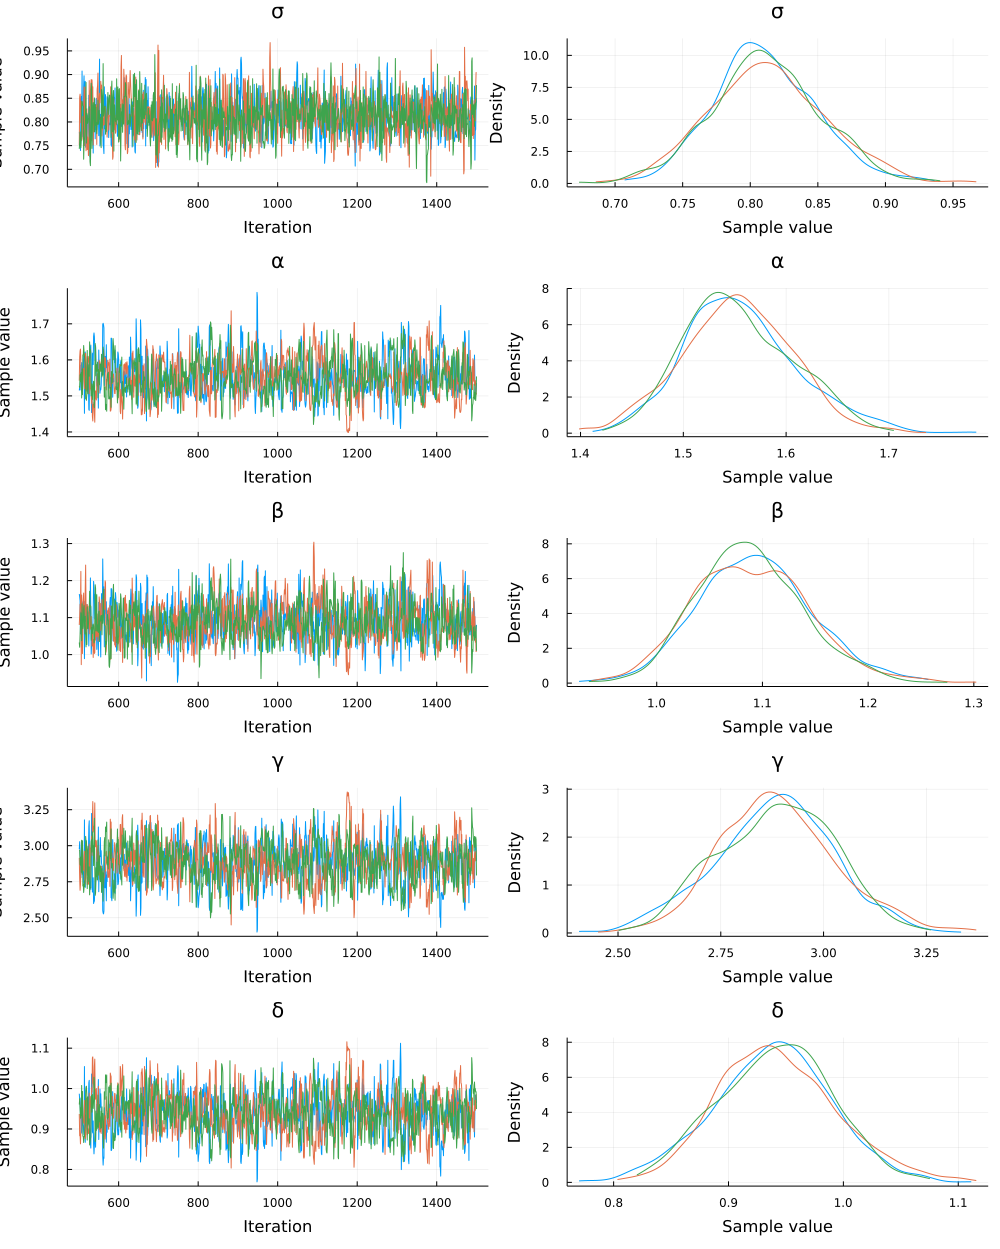 σ
0.95
0.90
0.85
0.80
0.75
0.70
600 800 1000 1200 1400
Iteration
σ
Density
10.0
7.5
5.0
2.5
0.0
0.70 0.75 0.80 0.85 0.90 0.95
Sample value
α
Sample value
1.7
1.6
1.5
1.4
600 800 1000 1200 1400
Iteration
α
Density
8
6
4
2
0
1.4 1.5 1.6 1.7
Sample value
β
Sample value
1.3
1.2
1.1
1.0
600 800 1000 1200 1400
Iteration
β
Density
8
6
4
2
0
1.0 1.1 1.2 1.3
Sample value
γ
3.25
3.00
2.75
2.50
600 800 1000 1200 1400
Iteration
γ
Density
3
2
1
0
2.50 2.75 3.00 3.25
Sample value
δ
Sample value
1.1
1.0
0.9
0.8
600 800 1000 1200 1400
Iteration
δ
Density
8
6
4
2
0
0.8 0.9 1.0 1.1
Sample value